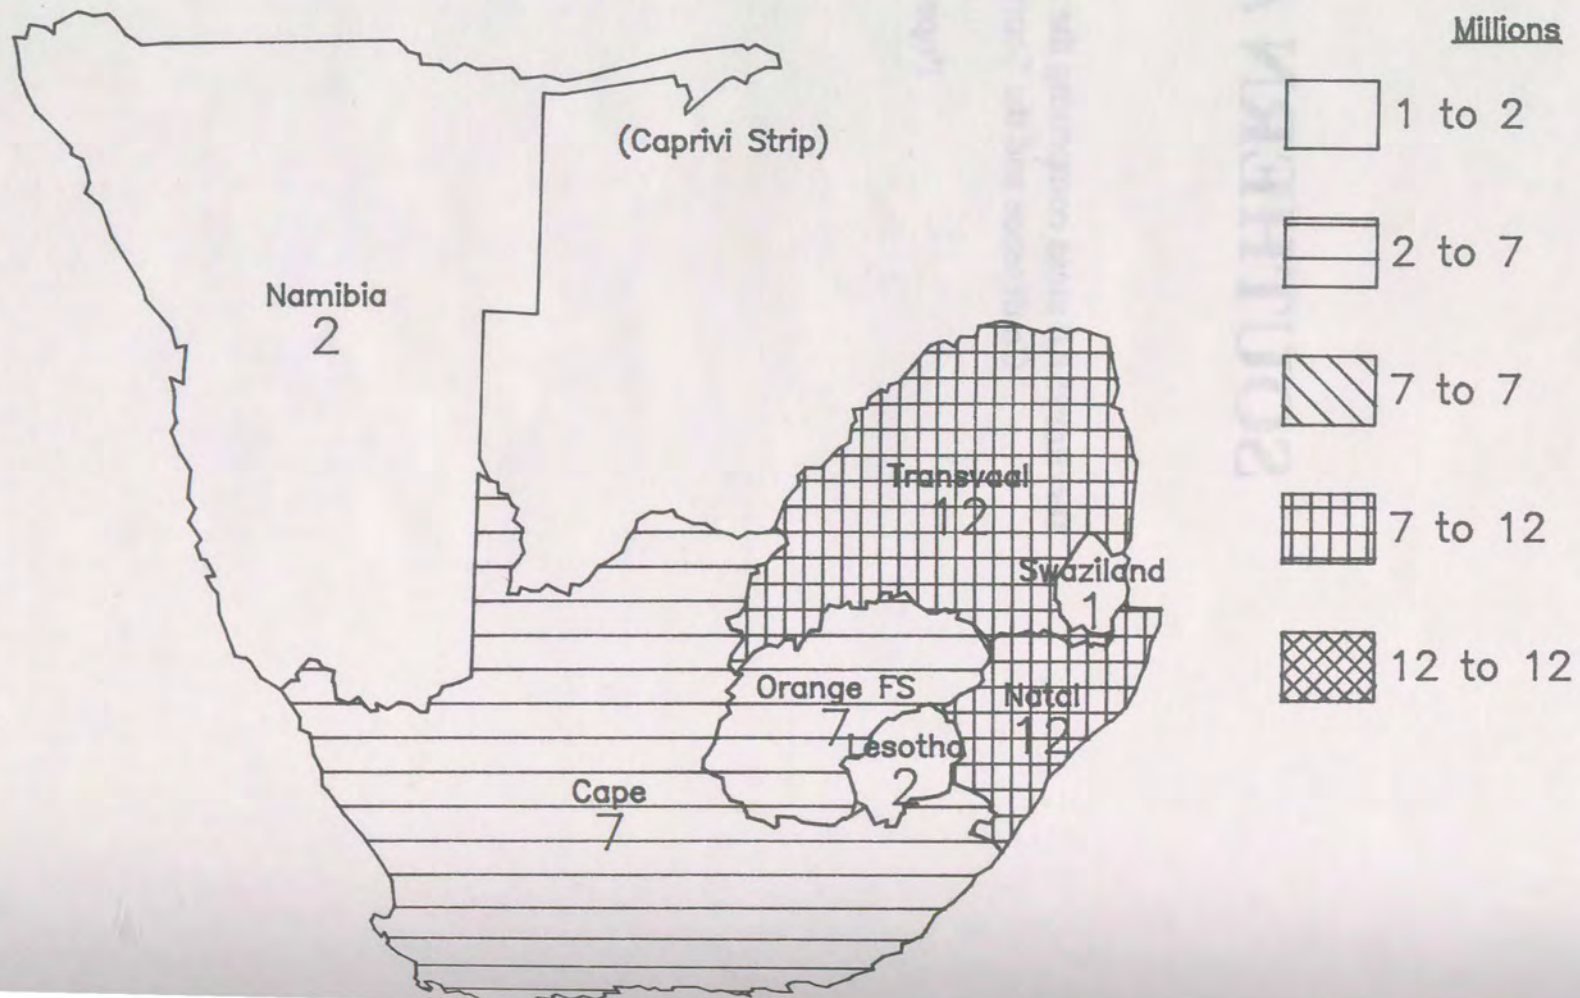 Millions
1 to 2
2 to 7
7 to 7
7 to 12
12 to 12
(Caprivi Strip)
Namibia
2
Transvaal
12
Swaziland
1
Orange FS
7
Natal
12
Lesotho
2
Cape
7
SOUTHERN